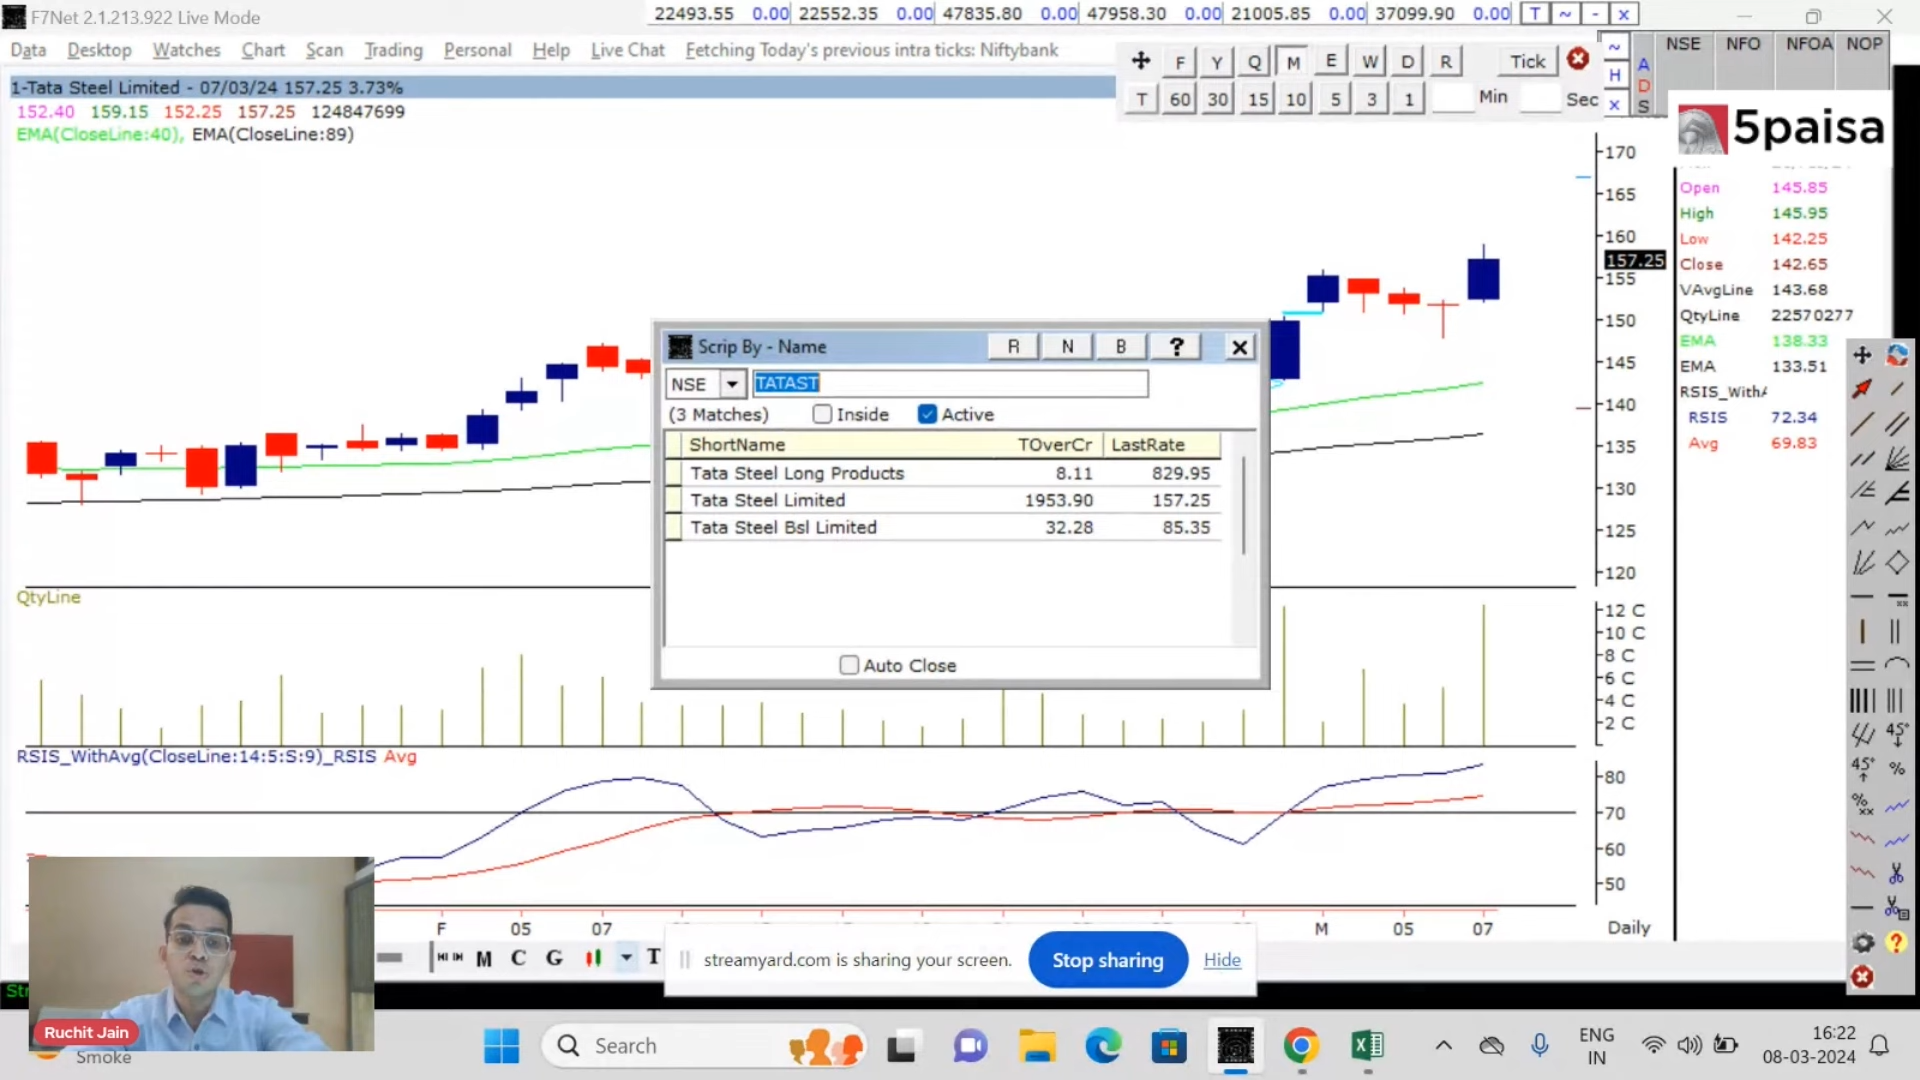 F7Net 2.1.213.922 Live Mode
22493.55 0.00 22552.35 0.00 47835.80 0.00 47958.30 0.00 21005.85 0.00 37099.90 0.00 T ~ - x
Data Desktop Watches Chart Scan Trading Personal Help Live Chat Fetching Today's previous intra ticks: Niftybank
F Y Q M E W D R Tick
T 60 30 15 10 5 3 1 Min Sec
~
H
x
A
D
S
NSE NFO NFOA NOP
5paisa
1-Tata Steel Limited - 07/03/24 157.25 3.73%
152.40 159.15 152.25 157.25 124847699
EMA(CloseLine:40), EMA(CloseLine:89)
170
165
160
157.25
155
150
145
140
135
130
125
120
Open 145.85
High 145.95
Low 142.25
Close 142.65
VAvgLine 143.68
QtyLine 22570277
EMA 138.33
EMA 133.51
RSIS_WithA
RSIS 72.34
Avg 69.83
Scrip By - Name R N B ? x
NSE TATAST
(3 Matches) Inside Active
ShortName TOverCr LastRate
Tata Steel Long Products 8.11 829.95
Tata Steel Limited 1953.90 157.25
Tata Steel Bsl Limited 32.28 85.35
Auto Close
QtyLine
12 C
10 C
8 C
6 C
4 C
2 C
RSIS_WithAvg(CloseLine:14:5:S:9)_RSIS Avg
80
70
60
50
F 05 07 M 05 07 Daily
45°
45°
%
%
xx
?
M C G T
streamyard.com is sharing your screen. Stop sharing Hide
Ruchit Jain
Smoke
Search
ENG
IN
16:22
08-03-2024